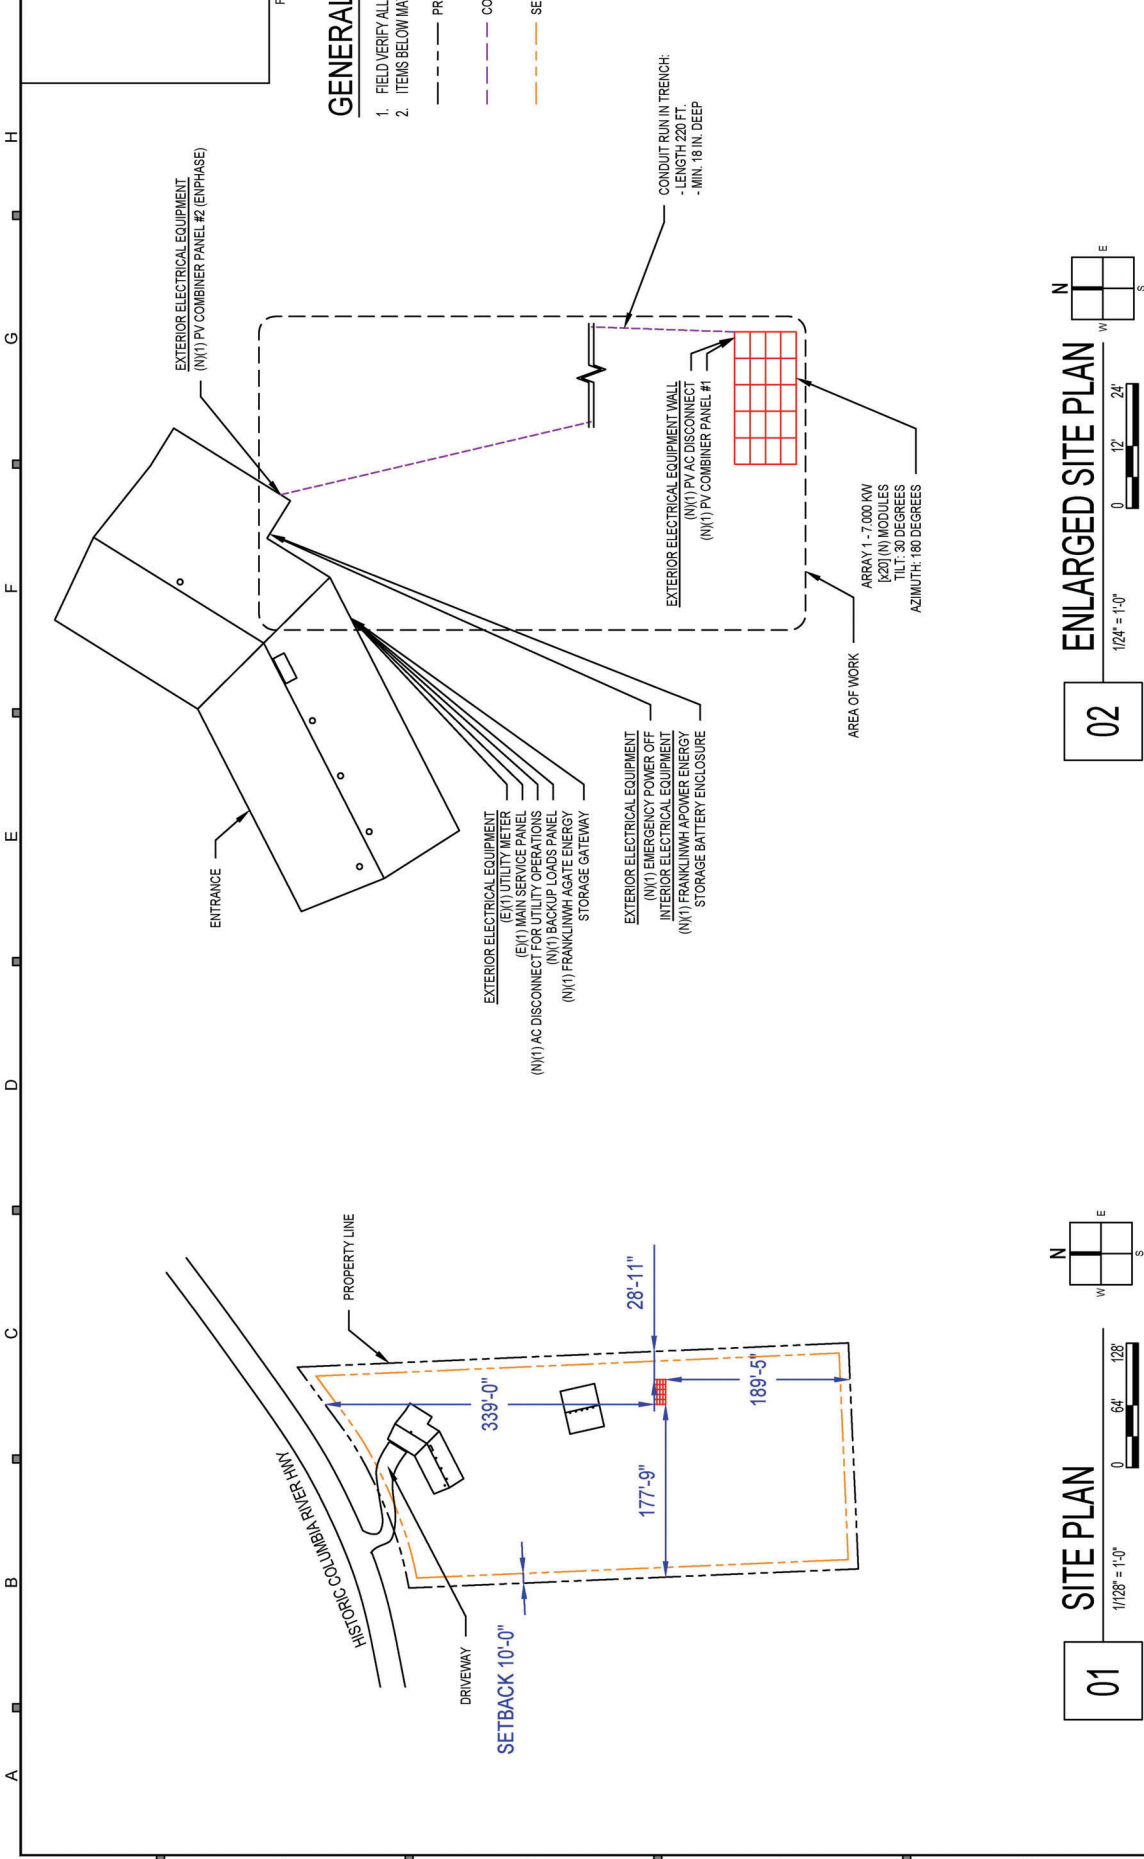 A
B
C
D
E
F
G
H
HISTORIC COLUMBIA RIVER HWY
PROPERTY LINE
DRIVEWAY
SETBACK 10'-0"
339'-0"
28'-11"
177'-9"
189'-5"
01
SITE PLAN
1/128" = 1'-0"
0
64'
128'
N
W
E
S
ENTRANCE
EXTERIOR ELECTRICAL EQUIPMENT
(N)(1) PV COMBINER PANEL #2 (ENPHASE)
EXTERIOR ELECTRICAL EQUIPMENT
(E)(1) UTILITY METER
(E)(1) MAIN SERVICE PANEL
(N)(1) AC DISCONNECT FOR UTILITY OPERATIONS
(N)(1) BACKUP LOADS PANEL
(N)(1) FRANKLINWH AGATE ENERGY
STORAGE GATEWAY
EXTERIOR ELECTRICAL EQUIPMENT
(N)(1) EMERGENCY POWER OFF
INTERIOR ELECTRICAL EQUIPMENT
(N)(1) FRANKLINWH APOWER ENERGY
STORAGE BATTERY ENCLOSURE
EXTERIOR ELECTRICAL EQUIPMENT WALL
(N)(1) PV AC DISCONNECT
(N)(1) PV COMBINER PANEL #1
CONDUIT RUN IN TRENCH:
- LENGTH 220 FT.
- MIN. 18 IN. DEEP
AREA OF WORK
ARRAY 1 - 7.000 KW
[x20] (N) MODULES
TILT: 30 DEGREES
AZIMUTH: 180 DEGREES
02
ENLARGED SITE PLAN
1/24" = 1'-0"
0
12'
24'
N
W
E
S
GENERAL
1. FIELD VERIFY ALL
2. ITEMS BELOW MA
PR
CO
SE